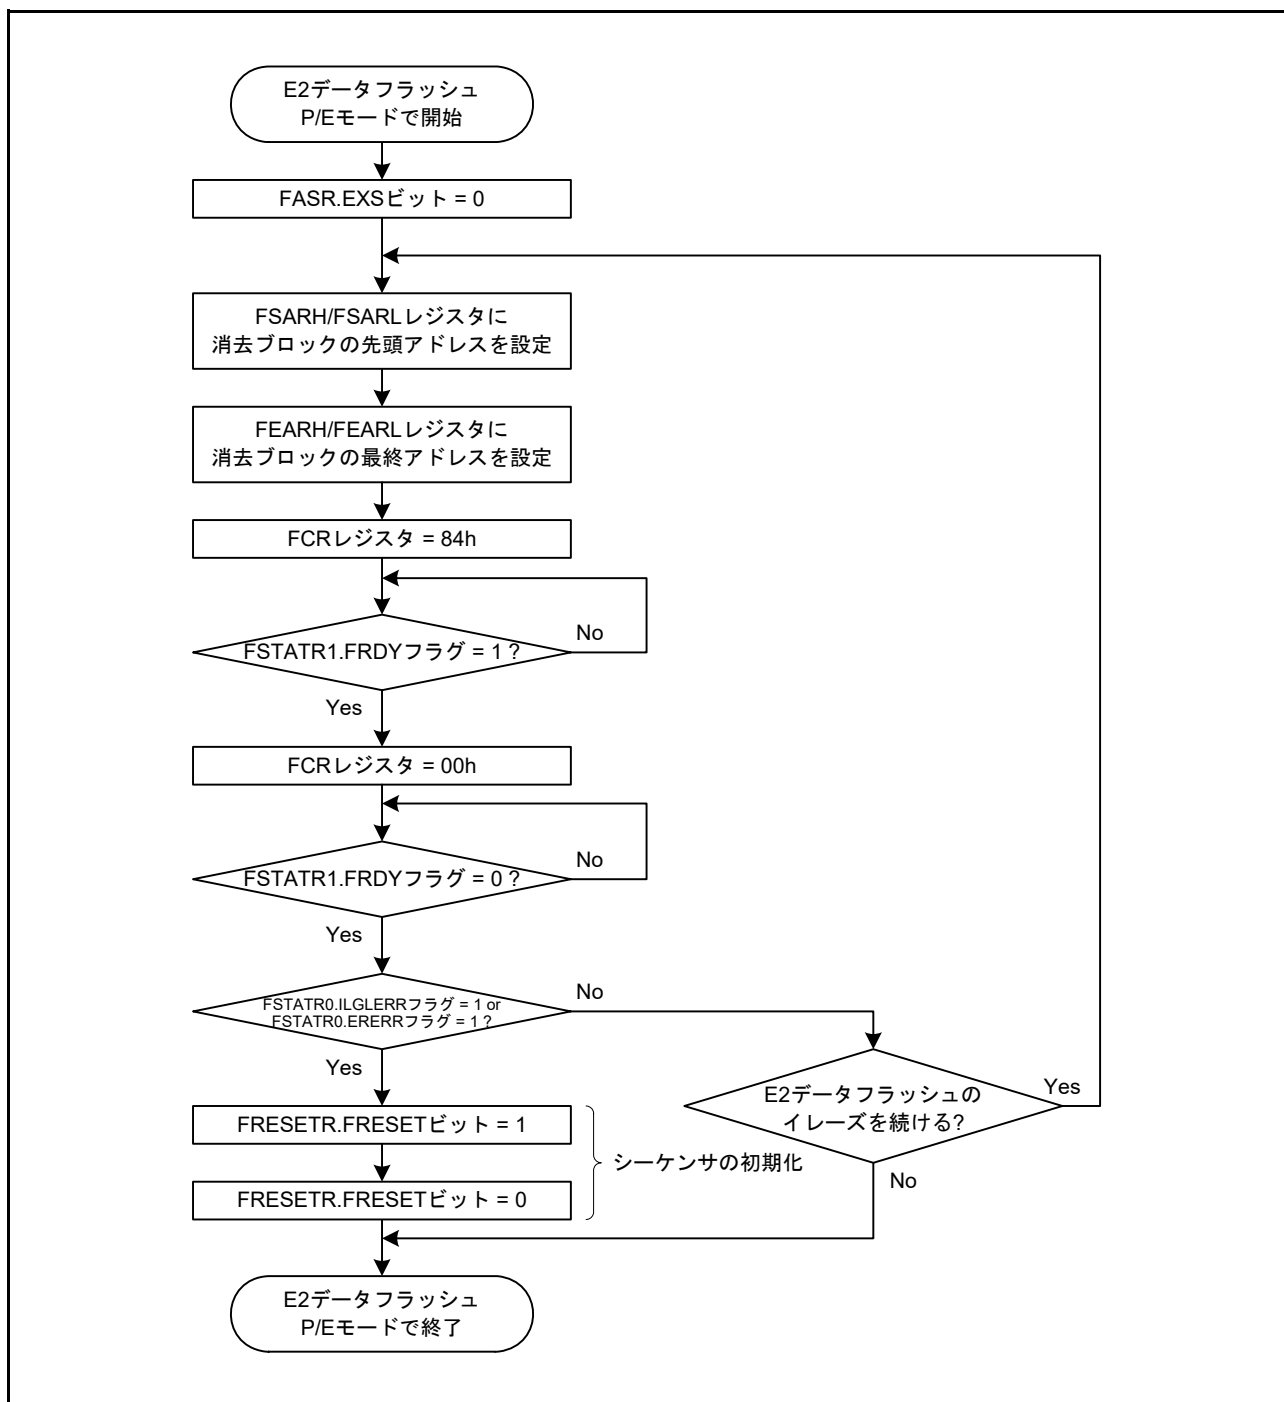 E2データフラッシュ
P/Eモードで開始
FASR.EXSビット = 0
FSARH/FSARLレジスタに
消去ブロックの先頭アドレスを設定
FEARH/FEARLレジスタに
消去ブロックの最終アドレスを設定
FCRレジスタ = 84h
FSTATR1.FRDYフラグ = 1 ?
No
Yes
FCRレジスタ = 00h
FSTATR1.FRDYフラグ = 0 ?
No
Yes
FSTATR0.ILGLERRフラグ = 1 or
FSTATR0.ERERRフラグ = 1 ?
No
Yes
E2データフラッシュの
イレーズを続ける?
Yes
No
FRESETR.FRESETビット = 1
FRESETR.FRESETビット = 0
シーケンサの初期化
E2データフラッシュ
P/Eモードで終了